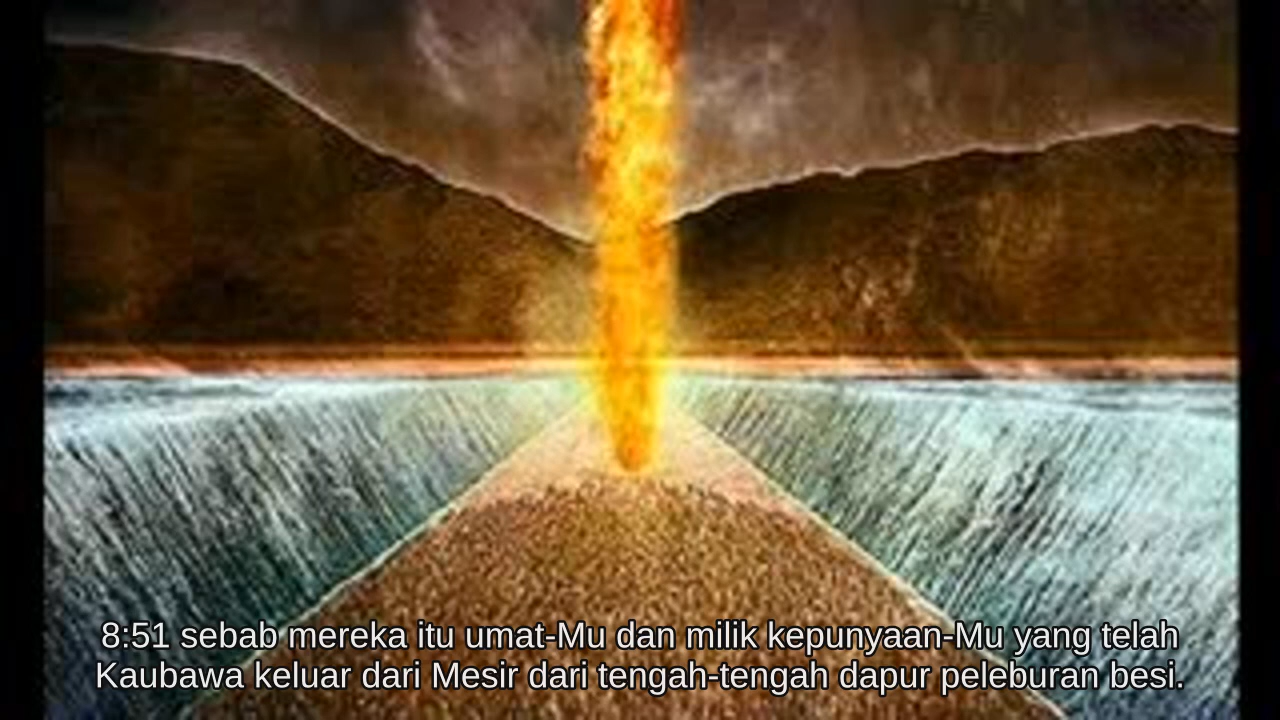 8:51 sebab mereka itu umat-Mu dan milik kepunyaan-Mu yang telah
Kaubawa keluar dari Mesir dari tengah-tengah dapur peleburan besi.